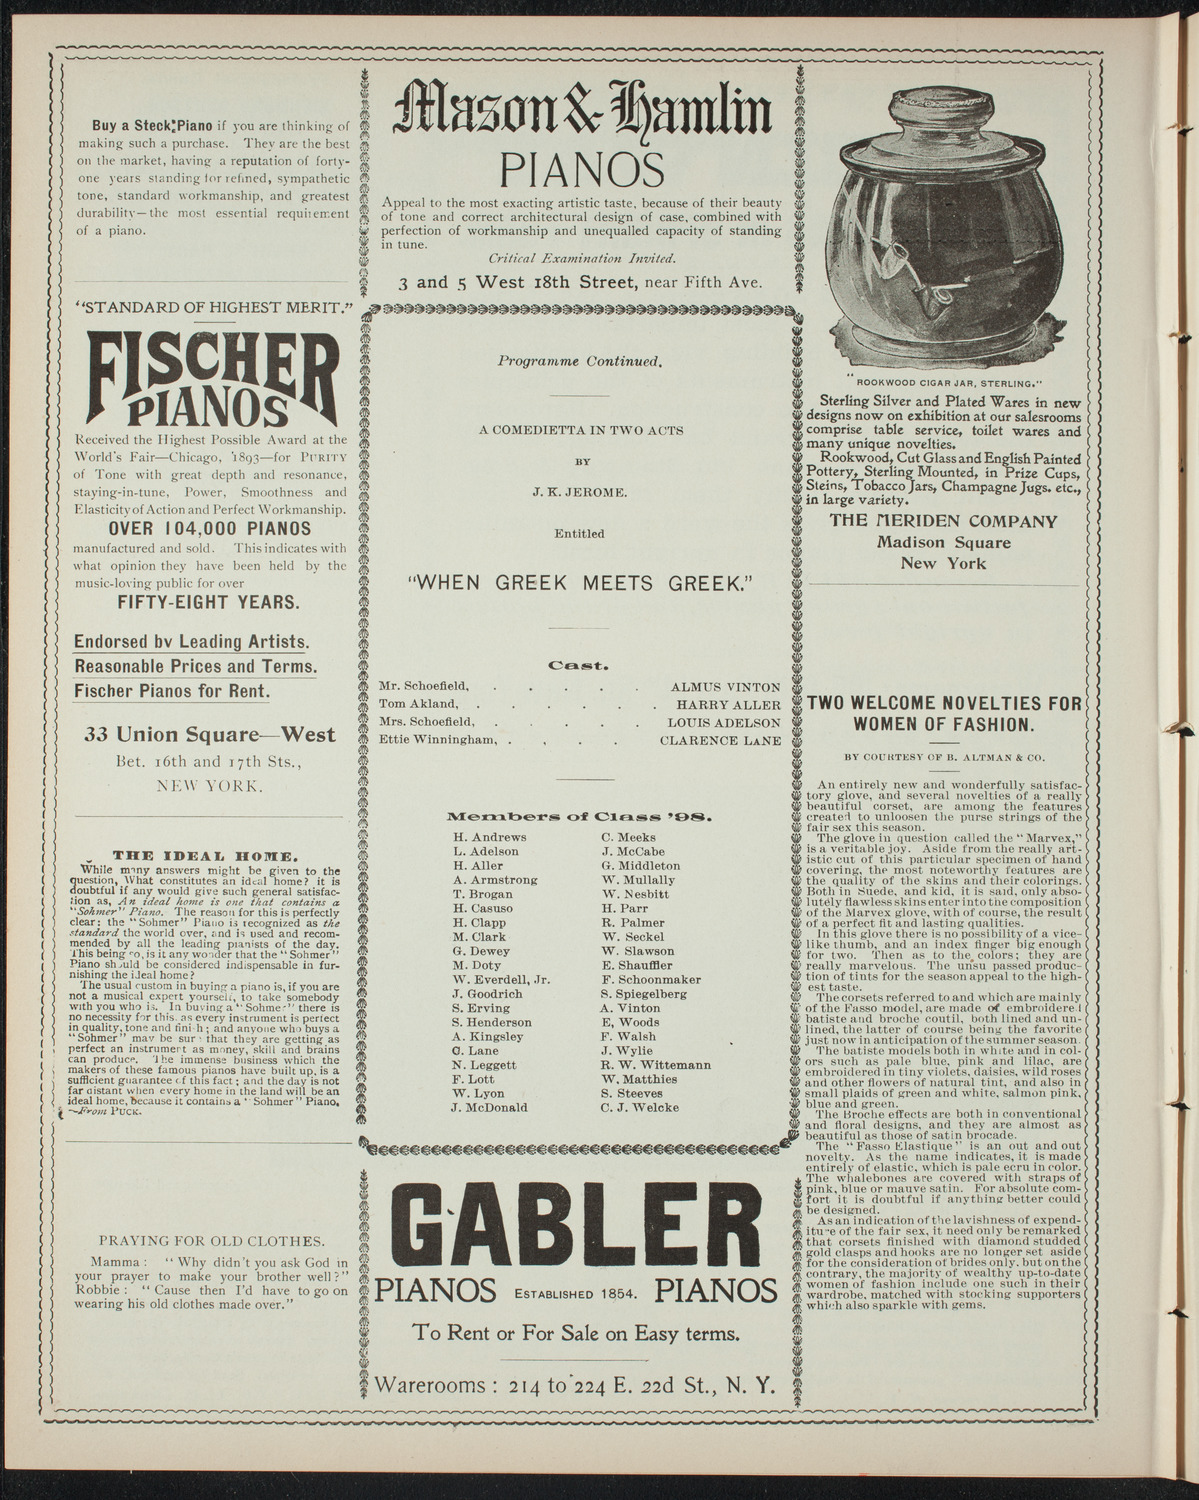 Buy a Steck Piano if you are thinking of
making such a purchase. They are the best
on the market, having a reputation of forty-
one years standing for refined, sympathetic
tone, standard workmanship, and greatest
durability—the most essential requirement
of a piano.
"STANDARD OF HIGHEST MERIT."
FISCHER
PIANOS
Received the Highest Possible Award at the
World's Fair—Chicago, 1893—for PURITY
of Tone with great depth and resonance,
staying-in-tune, Power, Smoothness and
Elasticity of Action and Perfect Workmanship.
OVER 104,000 PIANOS
manufactured and sold. This indicates with
what opinion they have been held by the
music-loving public for over
FIFTY-EIGHT YEARS.
Endorsed by Leading Artists.
Reasonable Prices and Terms.
Fischer Pianos for Rent.
33 Union Square—West
Bet. 16th and 17th Sts.,
NEW YORK.
THE IDEAL HOME.
While many answers might be given to the
question, What constitutes an ideal home? it is
doubtful if any would give such general satisfac-
tion as, An ideal home is one that contains a
"Sohmer" Piano. The reason for this is perfectly
clear; the "Sohmer" Piano is recognized as the
standard the world over, and is used and recom-
mended by all the leading pianists of the day.
This being so, is it any wonder that the "Sohmer"
Piano should be considered indispensable in fur-
nishing the ideal home?
The usual custom in buying a piano is, if you are
not a musical expert yourself, to take somebody
with you who is. In buying a "Sohmer" there is
no necessity for this, as every instrument is perfect
in quality, tone and finish; and anyone who buys a
"Sohmer" may be sure that they are getting as
perfect an instrument as money, skill and brains
can produce. The immense business which the
makers of these famous pianos have built up, is a
sufficient guarantee of this fact; and the day is not
far distant when every home in the land will be an
ideal home, because it contains a "Sohmer" Piano.
—From PUCK.
PRAYING FOR OLD CLOTHES.
Mamma: "Why didn't you ask God in
your prayer to make your brother well?"
Robbie: "Cause then I'd have to go on
wearing his old clothes made over."
Mason & Hamlin
PIANOS
Appeal to the most exacting artistic taste, because of their beauty
of tone and correct architectural design of case, combined with
perfection of workmanship and unequalled capacity of standing
in tune.
Critical Examination Invited.
3 and 5 West 18th Street, near Fifth Ave.
Programme Continued.
A COMEDIETTA IN TWO ACTS
BY
J. K. JEROME.
Entitled
"WHEN GREEK MEETS GREEK."
Cast.
Mr. Schoefield, . . . . . ALMUS VINTON
Tom Akland, . . . . . . HARRY ALLER
Mrs. Schoefield, . . . . . LOUIS ADELSON
Ettie Winningham, . . . . CLARENCE LANE
Members of Class '98.
H. Andrews
L. Adelson
H. Aller
A. Armstrong
T. Brogan
H. Casuso
H. Clapp
M. Clark
G. Dewey
M. Doty
W. Everdell, Jr.
J. Goodrich
S. Erving
S. Henderson
A. Kingsley
C. Lane
N. Leggett
F. Lott
W. Lyon
J. McDonald
C. Meeks
J. McCabe
G. Middleton
W. Mullally
W. Nesbitt
H. Parr
R. Palmer
W. Seckel
W. Slawson
E. Shauffler
F. Schoonmaker
S. Spiegelberg
A. Vinton
E, Woods
F. Walsh
J. Wylie
R. W. Wittemann
W. Matthies
S. Steeves
C. J. Welcke
GABLER
PIANOS ESTABLISHED 1854. PIANOS
To Rent or For Sale on Easy terms.
Warerooms: 214 to 224 E. 22d St., N. Y.
"ROOKWOOD CIGAR JAR, STERLING."
Sterling Silver and Plated Wares in new
designs now on exhibition at our salesrooms
comprise table service, toilet wares and
many unique novelties.
Rookwood, Cut Glass and English Painted
Pottery, Sterling Mounted, in Prize Cups,
Steins, Tobacco Jars, Champagne Jugs. etc.,
in large variety.
THE MERIDEN COMPANY
Madison Square
New York
TWO WELCOME NOVELTIES FOR
WOMEN OF FASHION.
BY COURTESY OF B. ALTMAN & CO.
An entirely new and wonderfully satisfac-
tory glove, and several novelties of a really
beautiful corset, are among the features
created to unloosen the purse strings of the
fair sex this season.
The glove in question called the "Marvex,"
is a veritable joy. Aside from the really art-
istic cut of this particular specimen of hand
covering, the most noteworthy features are
the quality of the skins and their colorings.
Both in Suede, and kid, it is said, only abso-
lutely flawless skins enter into the composition
of the Marvex glove, with of course, the result
of a perfect fit and lasting qualities.
In this glove there is no possibility of a vice-
like thumb, and an index finger big enough
for two. Then as to the colors; they are
really marvelons. The unsu passed produc-
tion of tints for the season appeal to the high-
est taste.
The corsets referred to and which are mainly
of the Fasso model, are made of embroidered
batiste and broche coutil, both lined and un-
lined, the latter of course being the favorite
just now in anticipation of the summer season.
The batiste models both in white and in col-
ors such as pale blue, pink and lilac, are
embroidered in tiny violets, daisies, wild roses
and other flowers of natural tint, and also in
small plaids of green and white, salmon pink,
blue and green.
The Broche effects are both in conventional
and floral designs, and they are almost as
beautiful as those of satin brocade.
The "Fasso Elastique" is an out and out
novelty. As the name indicates, it is made
entirely of elastic, which is pale ecru in color.
The whalebones are covered with straps of
pink, blue or mauve satin. For absolute com-
fort it is doubtful if anything better could
be designed.
As an indication of the lavishness of expend-
iture of the fair sex, it need only be remarked
that corsets finished with diamond studded
gold clasps and hooks are no longer set aside
for the consideration of brides only, but on the
contrary, the majority of wealthy up-to-date
women of fashion include one such in their
wardrobe, matched with stocking supporters
which also sparkle with gems.